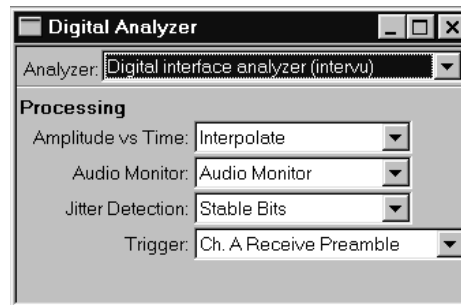 Digital Analyzer
Analyzer: Digital interface analyzer (intervu)
Processing
Amplitude vs Time: Interpolate
Audio Monitor: Audio Monitor
Jitter Detection: Stable Bits
Trigger: Ch. A Receive Preamble